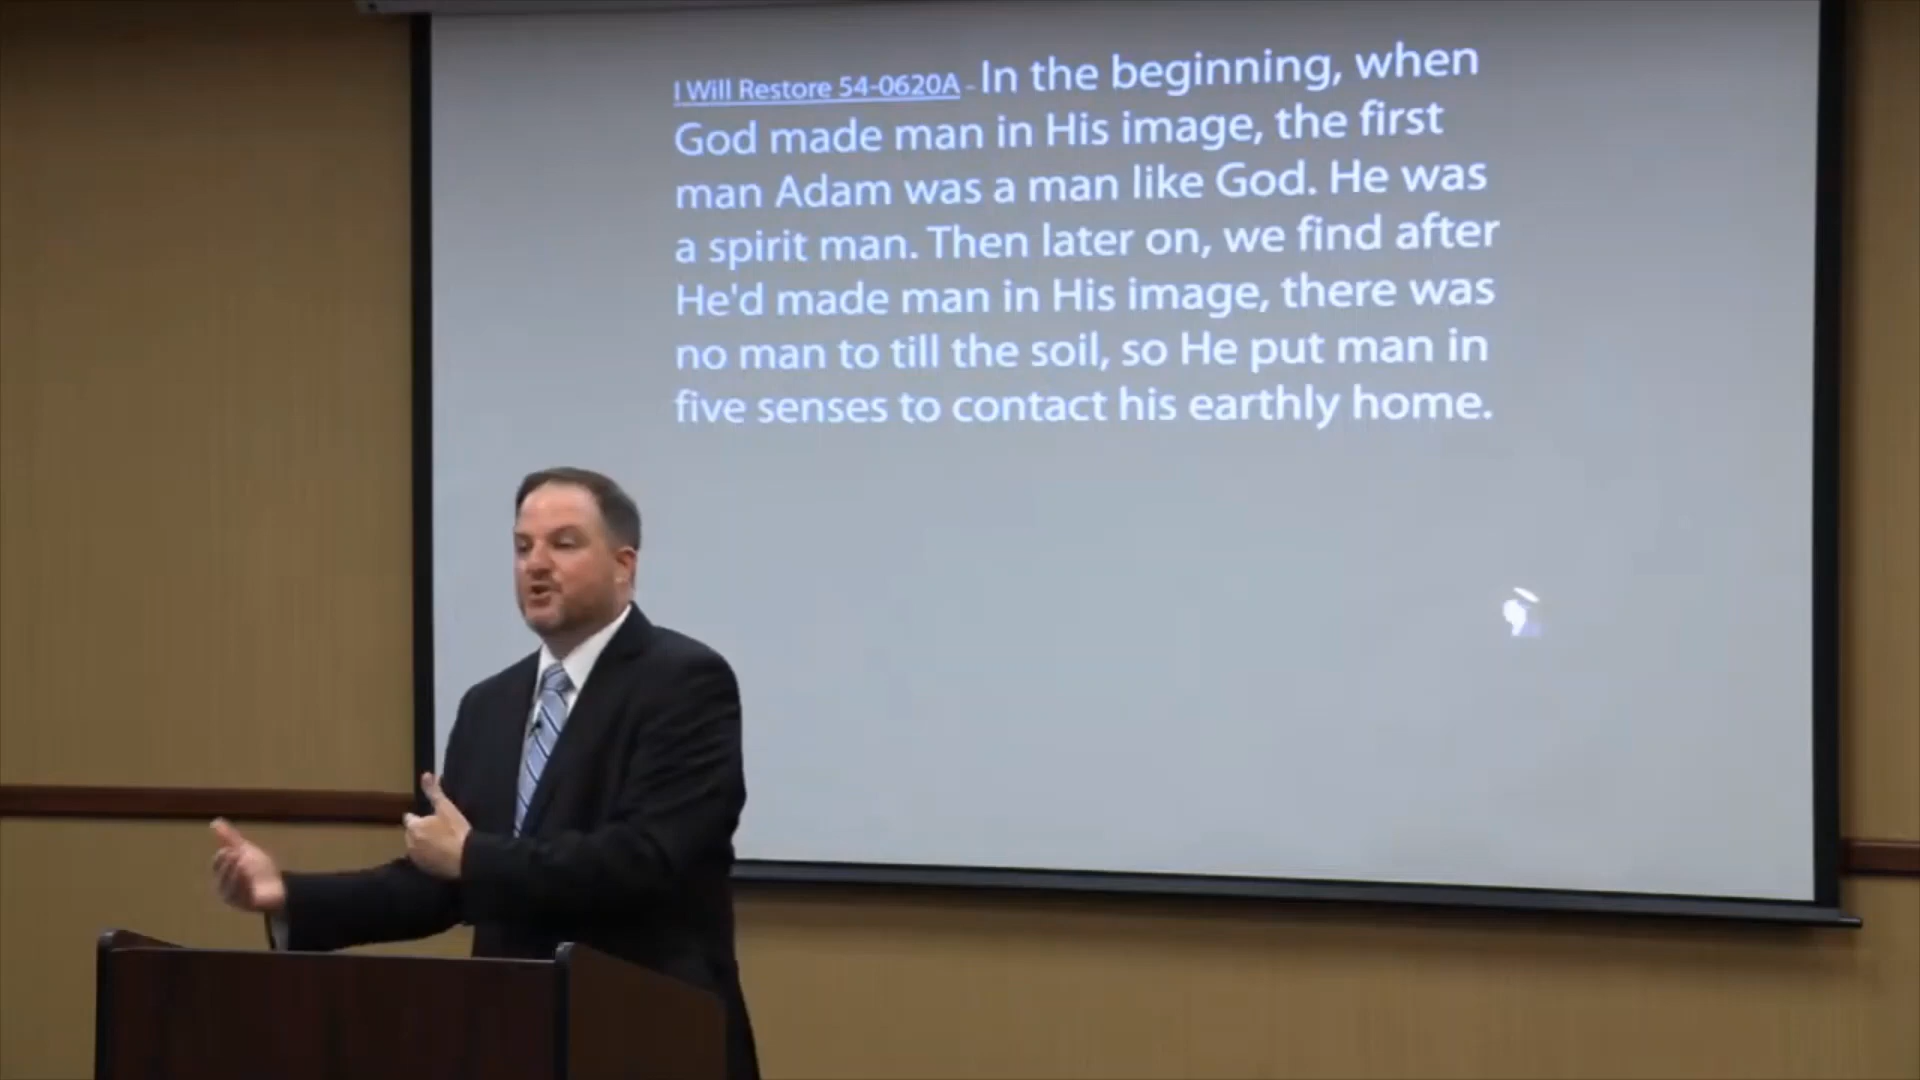 I Will Restore 54-0620A - In the beginning, when
God made man in His image, the first
man Adam was a man like God. He was
a spirit man. Then later on, we find after
He'd made man in His image, there was
no man to till the soil, so He put man in
five senses to contact his earthly home.